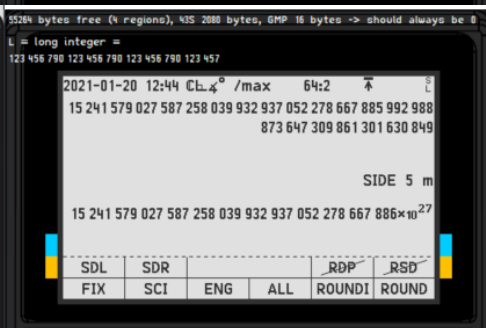 55264 bytes free (4 regions), 43S 2080 bytes, GMP 16 bytes -> should always be 0
L = long integer =
123 456 790 123 456 790 123 456 790 123 457
2021-01-20 12:44 ℂ∡° /max 64:2 S L
15 241 579 027 587 258 039 932 937 052 278 667 885 992 988
873 647 309 861 301 630 849
SIDE 5 m
15 241 579 027 587 258 039 932 937 052 278 667 886×10²⁷
SDL SDR RDP RSD
FIX SCI ENG ALL ROUNDI ROUND